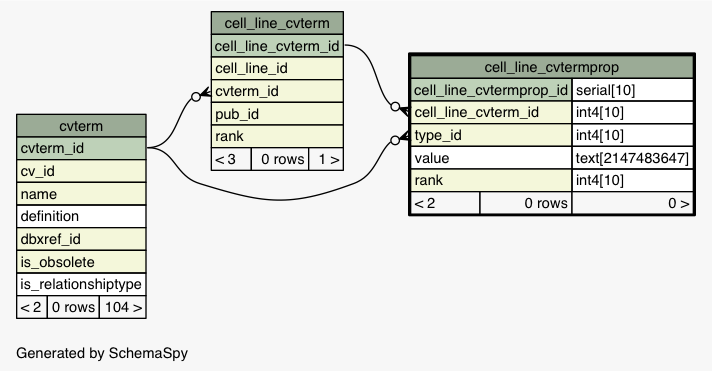 cell_line_cvterm
cell_line_cvterm_id
cell_line_id
cvterm_id
pub_id
rank
< 3 0 rows 1 >
cell_line_cvtermprop
cell_line_cvtermprop_id serial[10]
cell_line_cvterm_id int4[10]
type_id int4[10]
value text[2147483647]
rank int4[10]
< 2 0 rows 0 >
cvterm
cvterm_id
cv_id
name
definition
dbxref_id
is_obsolete
is_relationshiptype
< 2 0 rows 104 >
Generated by SchemaSpy